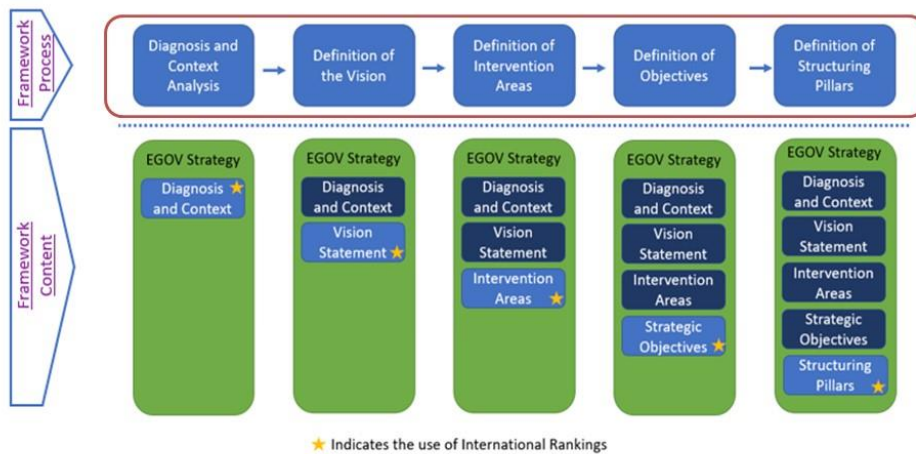 Framework
Process
Diagnosis and
Context
Analysis
Definition of
the Vision
Definition of
Intervention
Areas
Definition of
Objectives
Definition of
Structuring
Pillars
Framework
Content
EGOV Strategy
Diagnosis
and Context
EGOV Strategy
Diagnosis
and Context
Vision
Statement
EGOV Strategy
Diagnosis
and Context
Vision
Statement
Intervention
Areas
EGOV Strategy
Diagnosis
and Context
Vision
Statement
Intervention
Areas
Strategic
Objectives
EGOV Strategy
Diagnosis
and Context
Vision
Statement
Intervention
Areas
Strategic
Objectives
Structuring
Pillars
Indicates the use of International Rankings